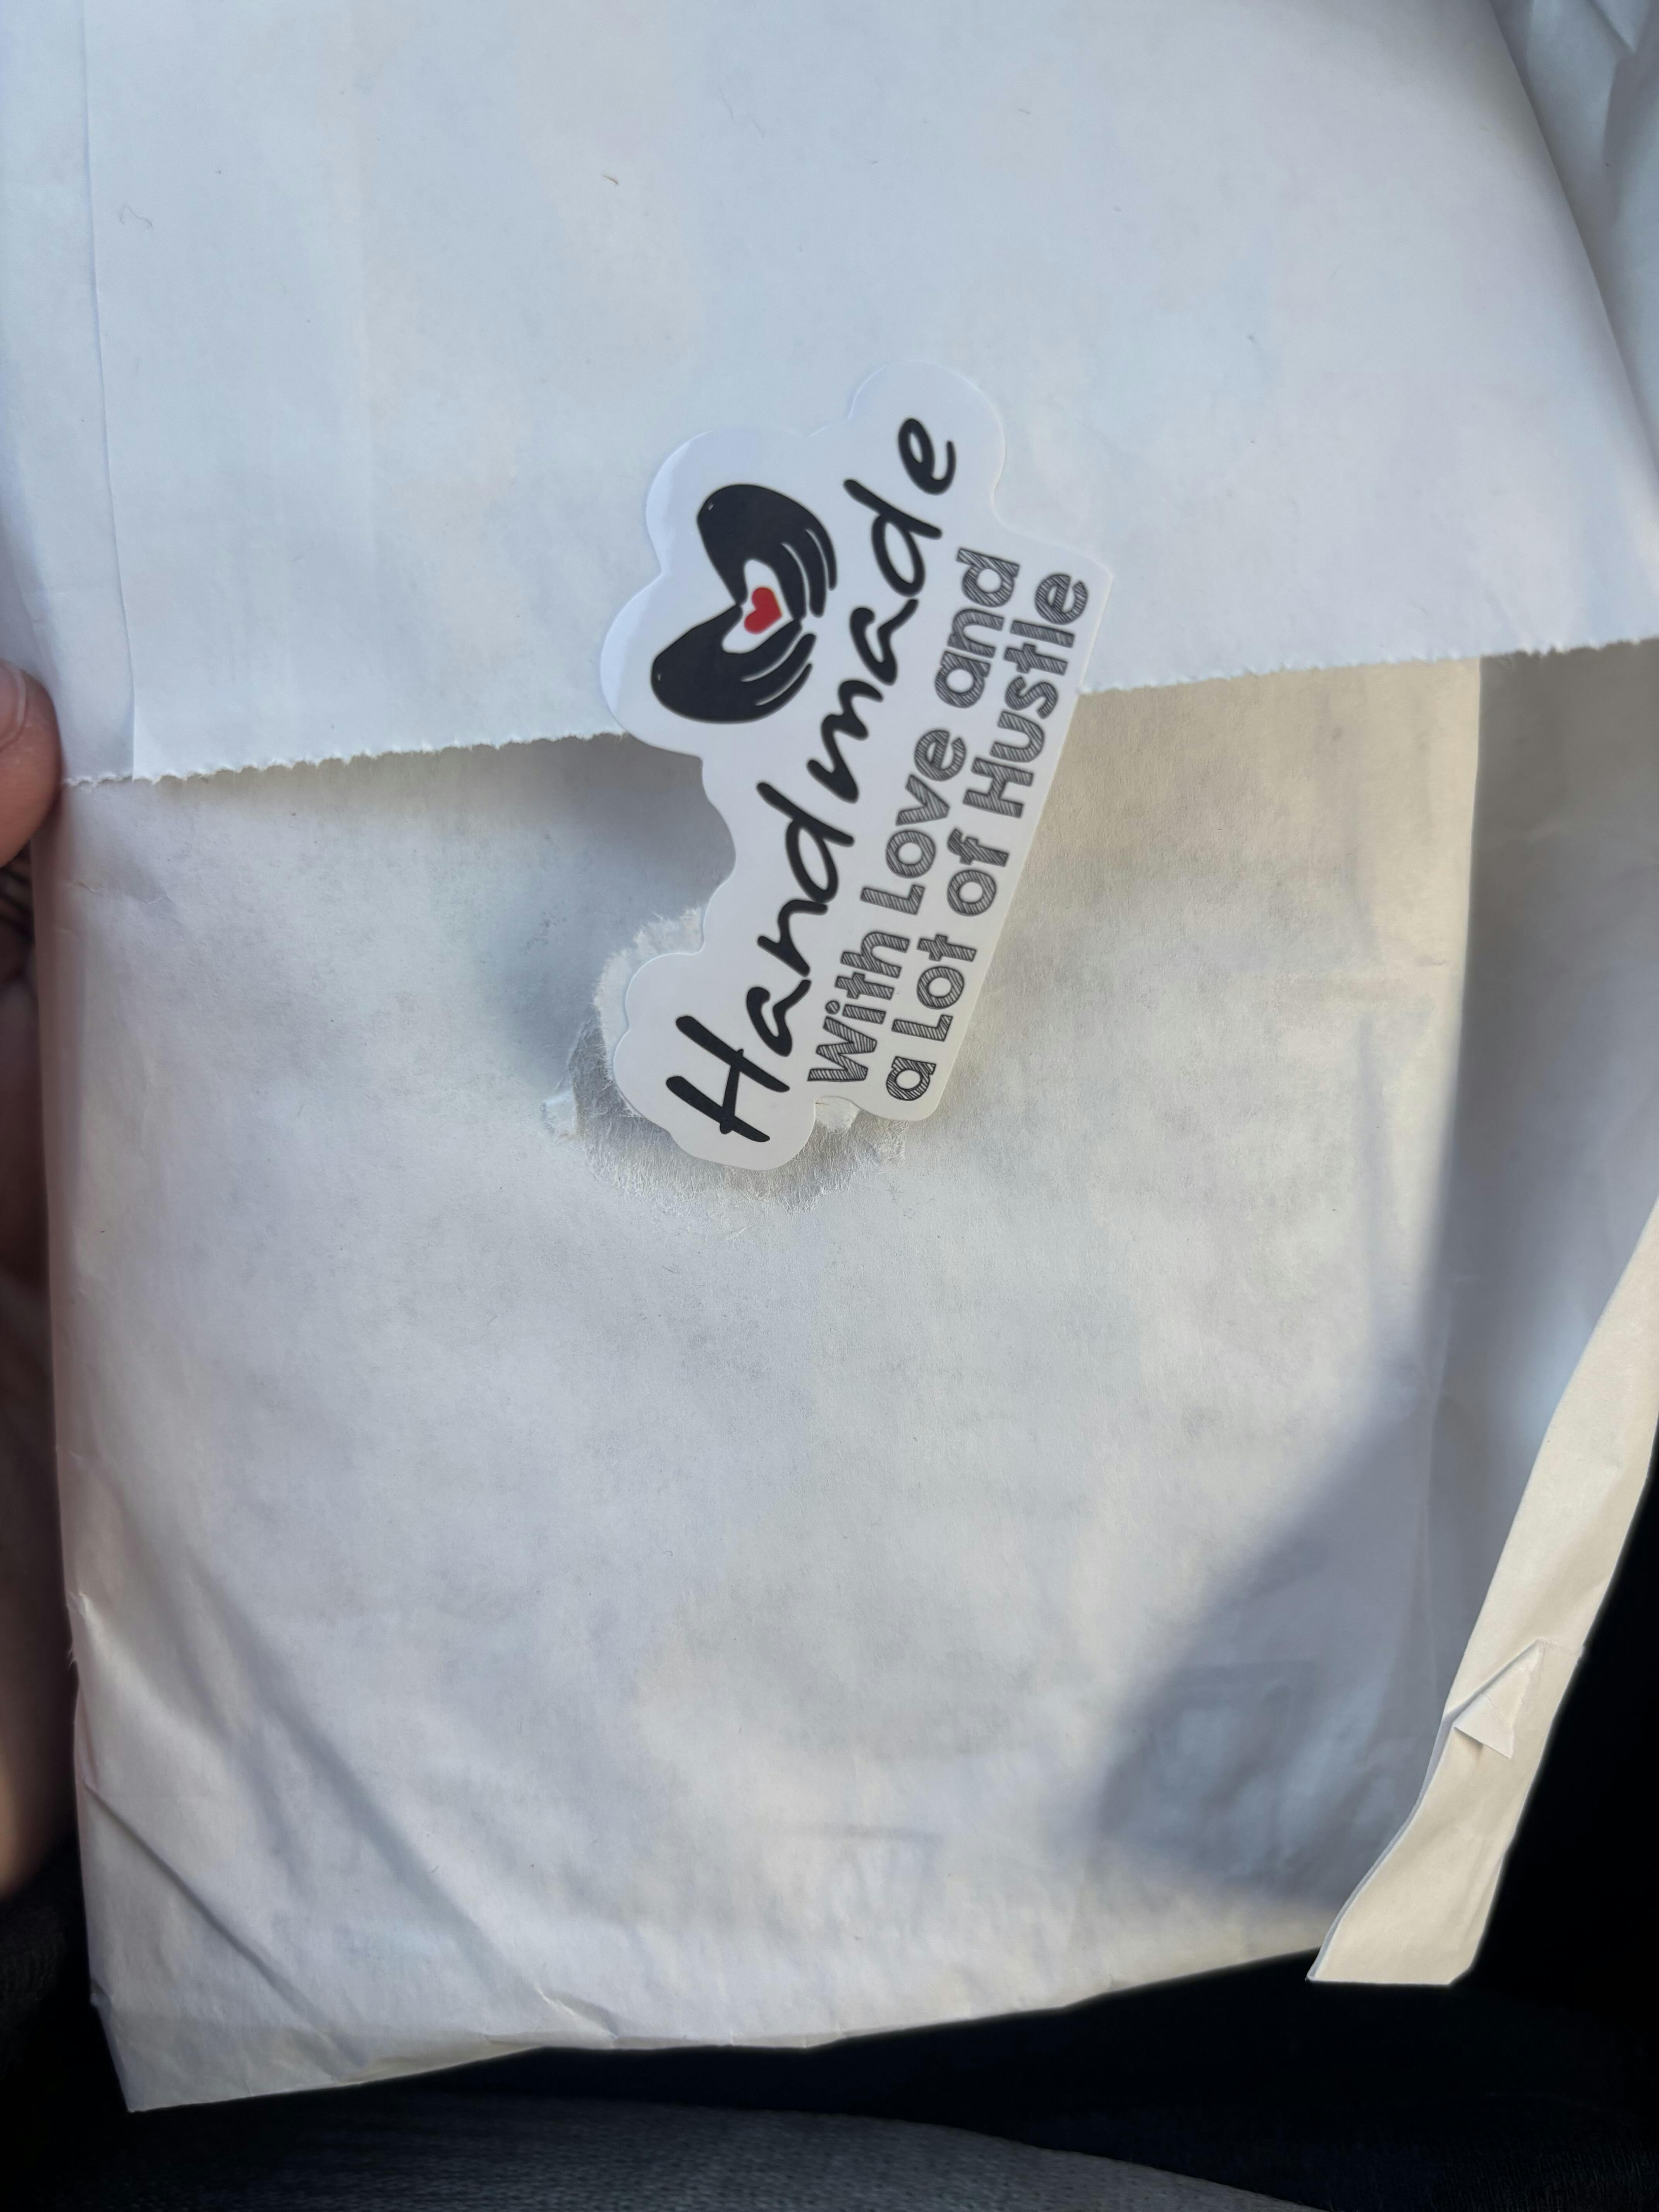 Handmade
With Love and
a Lot of Hustle